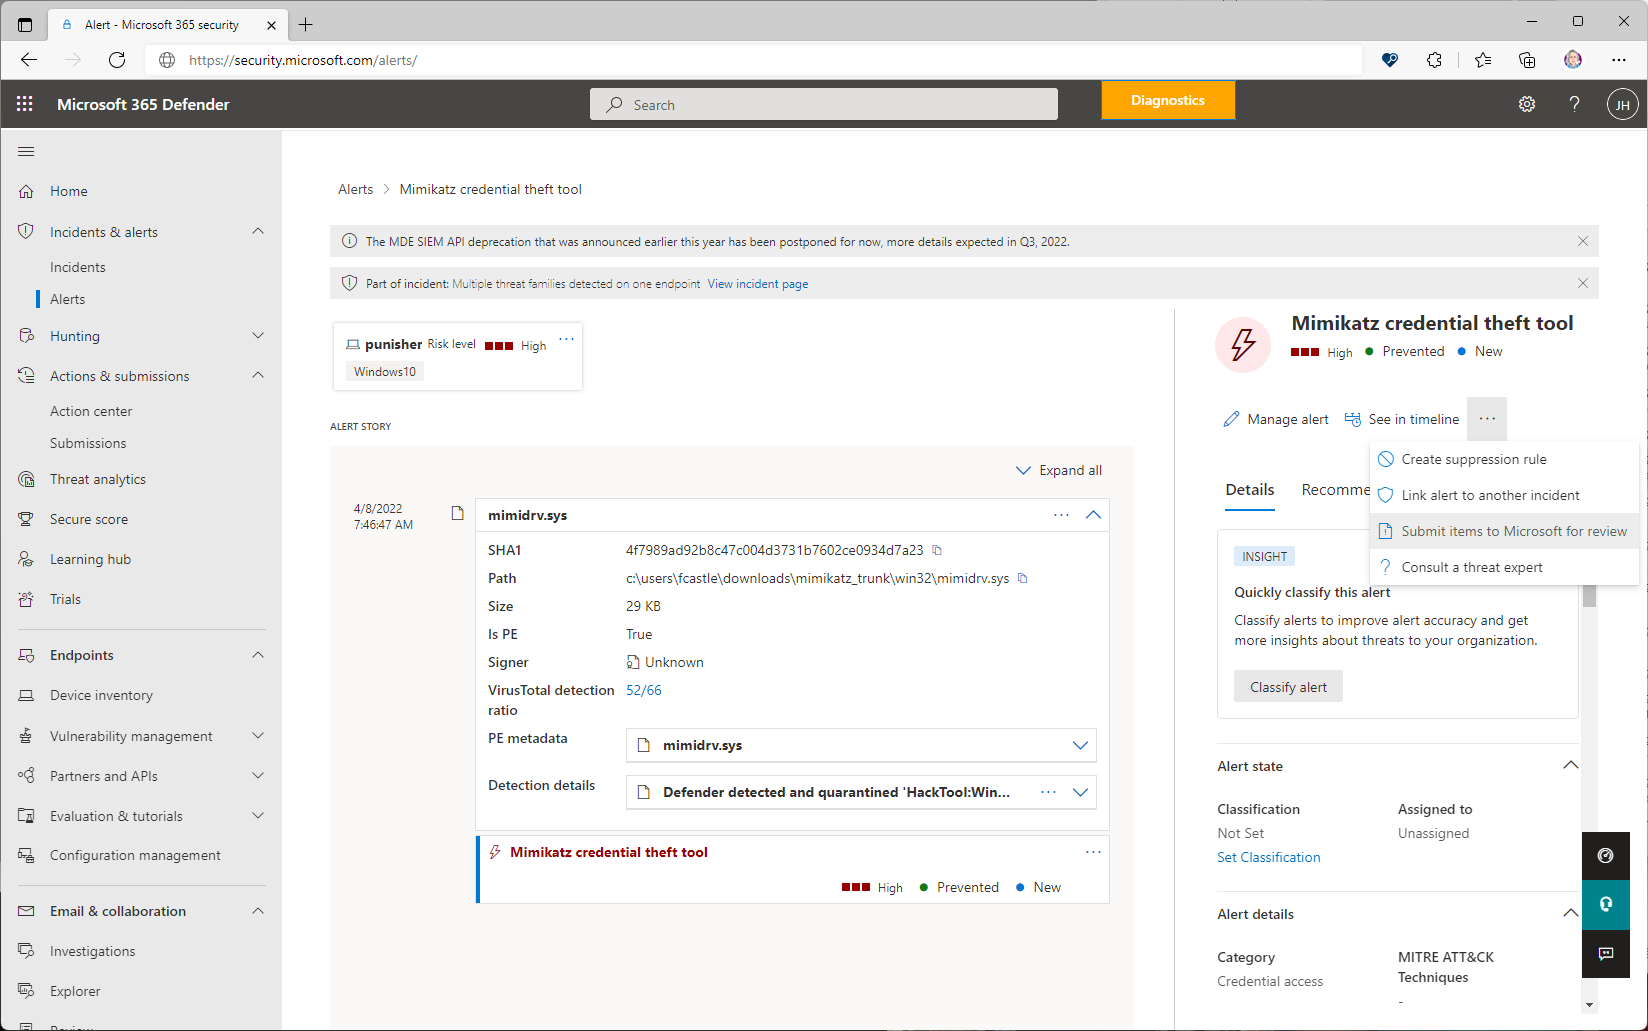 Alert - Microsoft 365 security
https://security.microsoft.com/alerts/
Microsoft 365 Defender
Search
Diagnostics
JH
Home
Incidents & alerts
Incidents
Alerts
Hunting
Actions & submissions
Action center
Submissions
Threat analytics
Secure score
Learning hub
Trials
Endpoints
Device inventory
Vulnerability management
Partners and APIs
Evaluation & tutorials
Configuration management
Email & collaboration
Investigations
Explorer
Review
Alerts > Mimikatz credential theft tool
The MDE SIEM API deprecation that was announced earlier this year has been postponed for now, more details expected in Q3, 2022.
Part of incident: Multiple threat families detected on one endpoint View incident page
punisher Risk level High ...
Windows10
ALERT STORY
Expand all
4/8/2022
7:46:47 AM
mimidrv.sys ...
SHA1 4f7989ad92b8c47c004d3731b7602ce0934d7a23
Path c:\users\fcastle\downloads\mimikatz_trunk\win32\mimidrv.sys
Size 29 KB
Is PE True
Signer Unknown
VirusTotal detection ratio 52/66
PE metadata mimidrv.sys
Detection details Defender detected and quarantined 'HackTool:Win... ...
Mimikatz credential theft tool ...
High Prevented New
Mimikatz credential theft tool
High Prevented New
Manage alert See in timeline ...
Create suppression rule
Link alert to another incident
Submit items to Microsoft for review
Consult a threat expert
Details Recomme
INSIGHT
Quickly classify this alert
Classify alerts to improve alert accuracy and get
more insights about threats to your organization.
Classify alert
Alert state
Classification Assigned to
Not Set Unassigned
Set Classification
Alert details
Category MITRE ATT&CK
Techniques
Credential access -